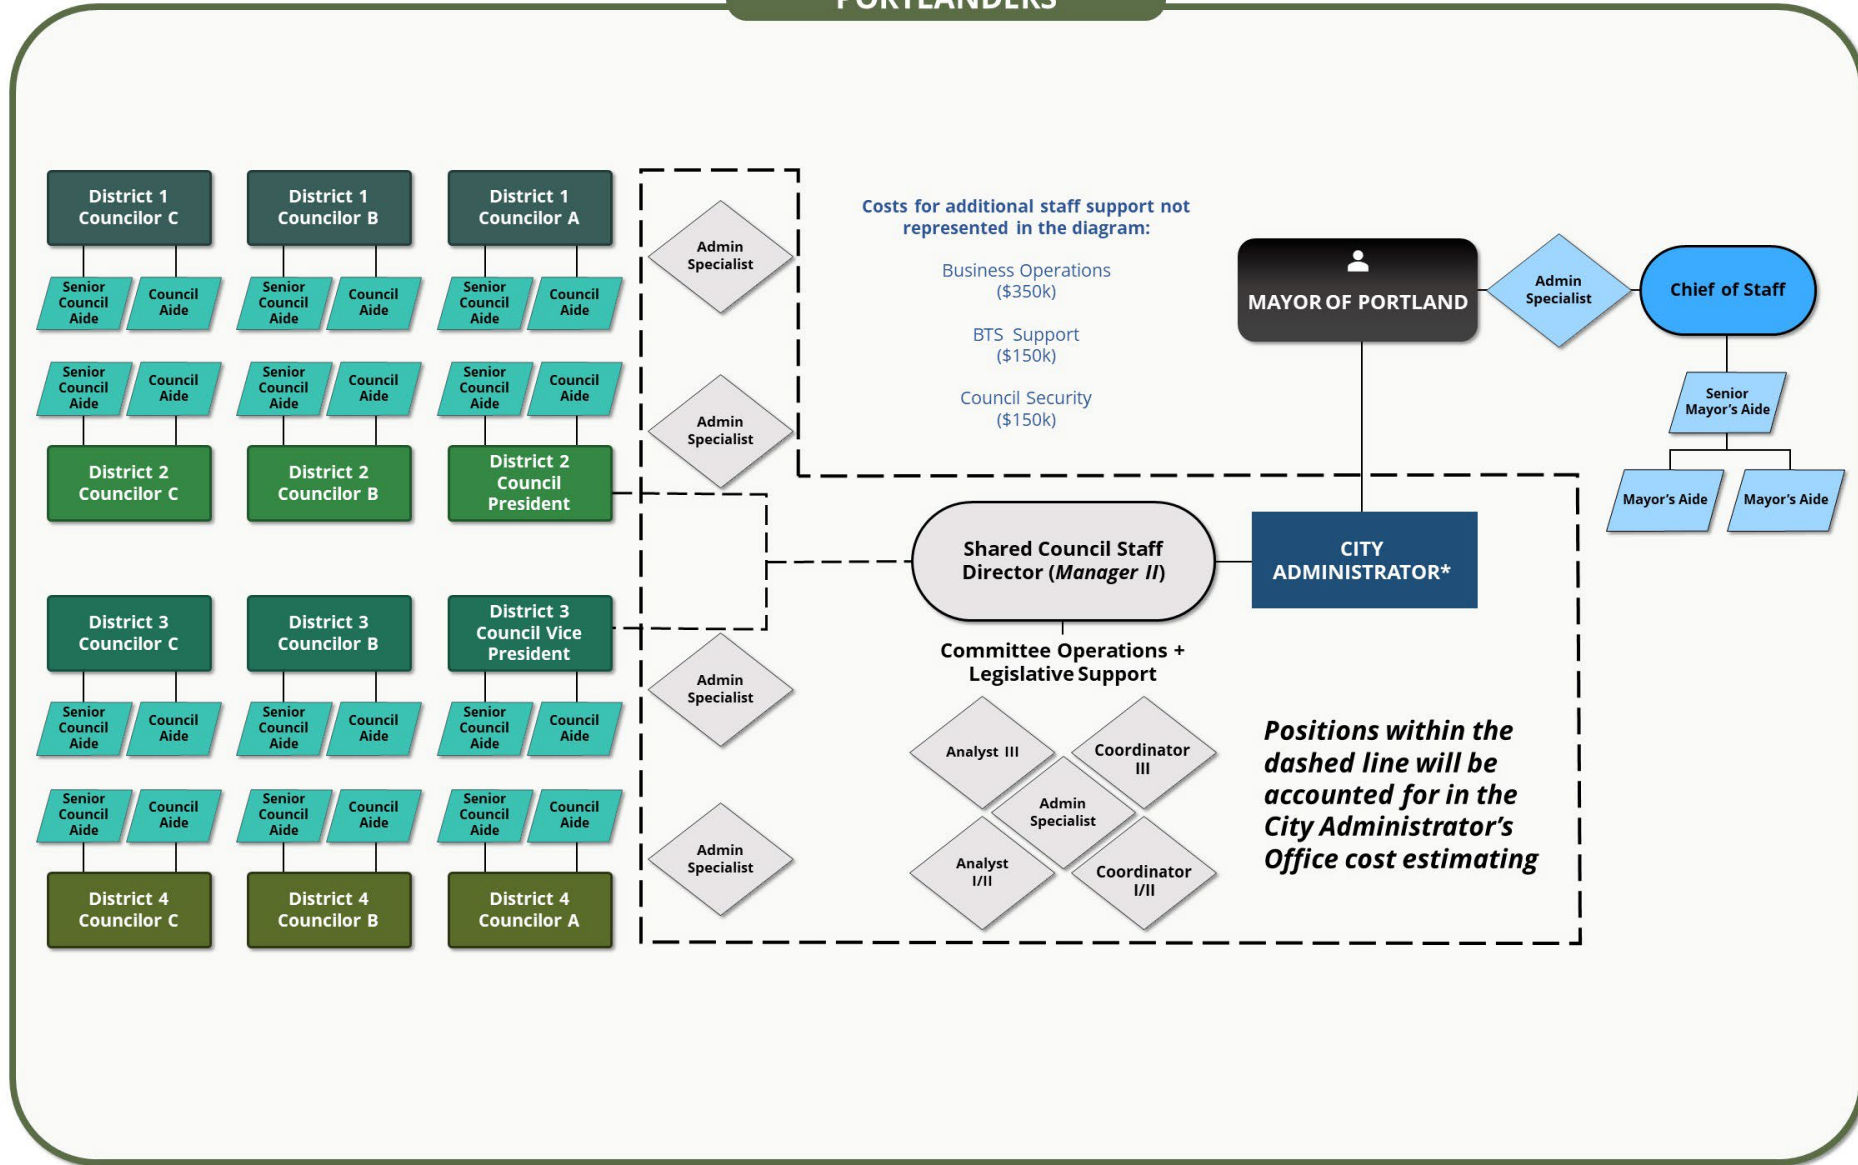 PORTLANDERS
District 1
Councilor C
District 1
Councilor B
District 1
Councilor A
Senior
Council
Aide
Council
Aide
Senior
Council
Aide
Council
Aide
Senior
Council
Aide
Council
Aide
Senior
Council
Aide
Council
Aide
Senior
Council
Aide
Council
Aide
Senior
Council
Aide
Council
Aide
District 2
Councilor C
District 2
Councilor B
District 2
Council
President
District 3
Councilor C
District 3
Councilor B
District 3
Council Vice
President
Senior
Council
Aide
Council
Aide
Senior
Council
Aide
Council
Aide
Senior
Council
Aide
Council
Aide
Senior
Council
Aide
Council
Aide
Senior
Council
Aide
Council
Aide
Senior
Council
Aide
Council
Aide
District 4
Councilor C
District 4
Councilor B
District 4
Councilor A
Admin
Specialist
Admin
Specialist
Admin
Specialist
Admin
Specialist
Costs for additional staff support not
represented in the diagram:
Business Operations
($350k)
BTS Support
($150k)
Council Security
($150k)
MAYOR OF PORTLAND
Admin
Specialist
Chief of Staff
Senior
Mayor's Aide
Mayor's Aide
Mayor's Aide
Shared Council Staff
Director (Manager II)
CITY
ADMINISTRATOR*
Committee Operations +
Legislative Support
Analyst III
Coordinator
III
Admin
Specialist
Analyst
I/II
Coordinator
I/II
Positions within the
dashed line will be
accounted for in the
City Administrator's
Office cost estimating